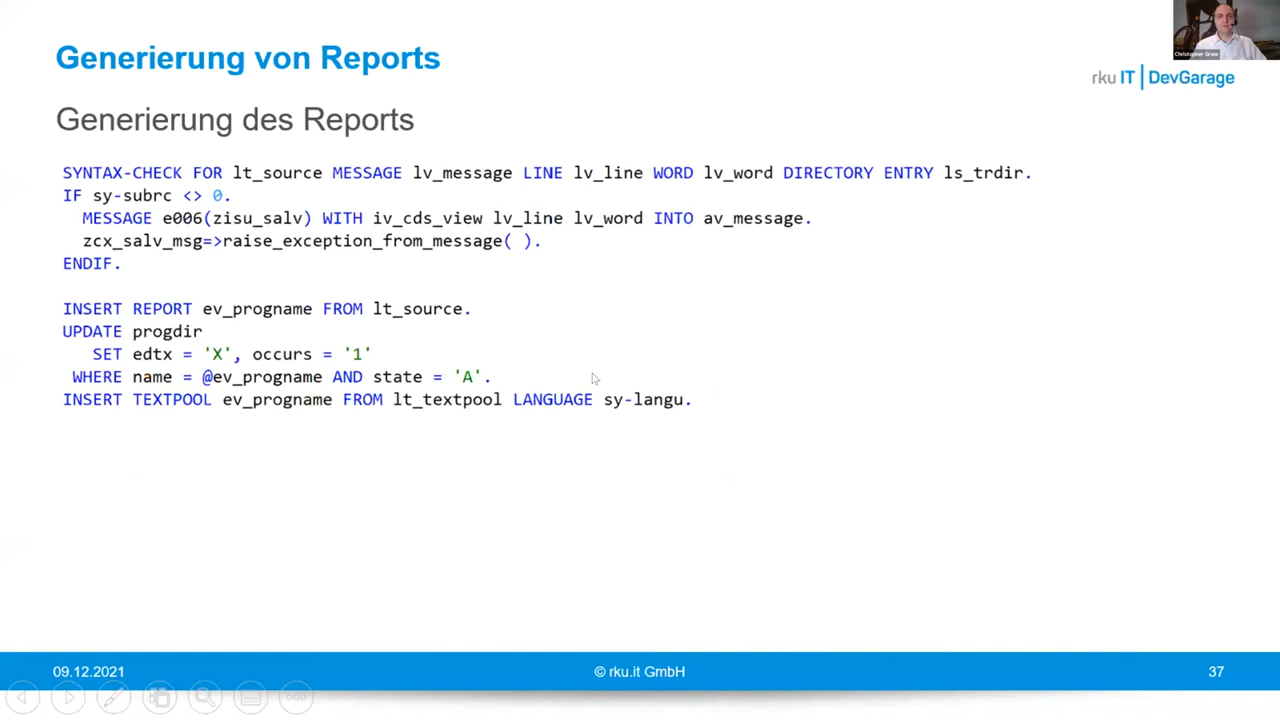 Generierung von Reports
Christopher Grass
rku IT | DevGarage
Generierung des Reports
SYNTAX-CHECK FOR lt_source MESSAGE lv_message LINE lv_line WORD lv_word DIRECTORY ENTRY ls_trdir.
IF sy-subrc <> 0.
  MESSAGE e006(zisu_salv) WITH iv_cds_view lv_line lv_word INTO av_message.
  zcx_salv_msg=>raise_exception_from_message( ).
ENDIF.
INSERT REPORT ev_progname FROM lt_source.
UPDATE progdir
   SET edtx = 'X', occurs = '1'
 WHERE name = @ev_progname AND state = 'A'.
INSERT TEXTPOOL ev_progname FROM lt_textpool LANGUAGE sy-langu.
09.12.2021
© rku.it GmbH
37